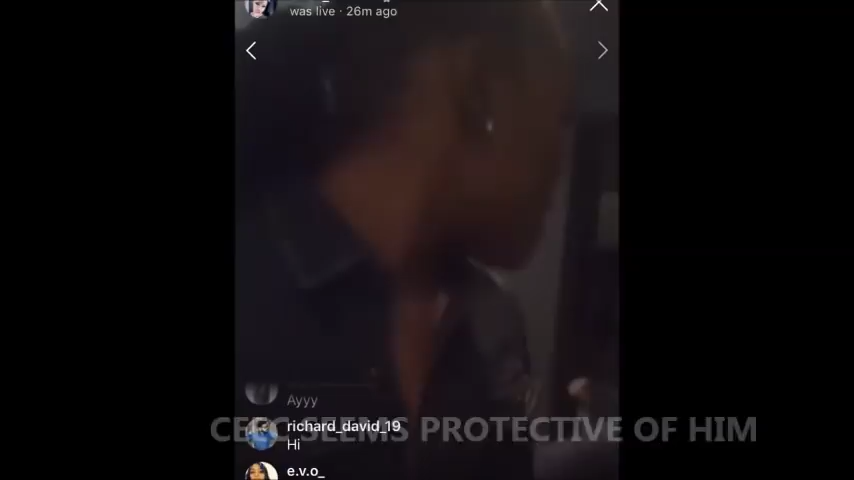 was live · 26m ago
Ayyy
richard_david_19
Hi
SEEMS PROTECTIVE OF HIM
e.v.o_